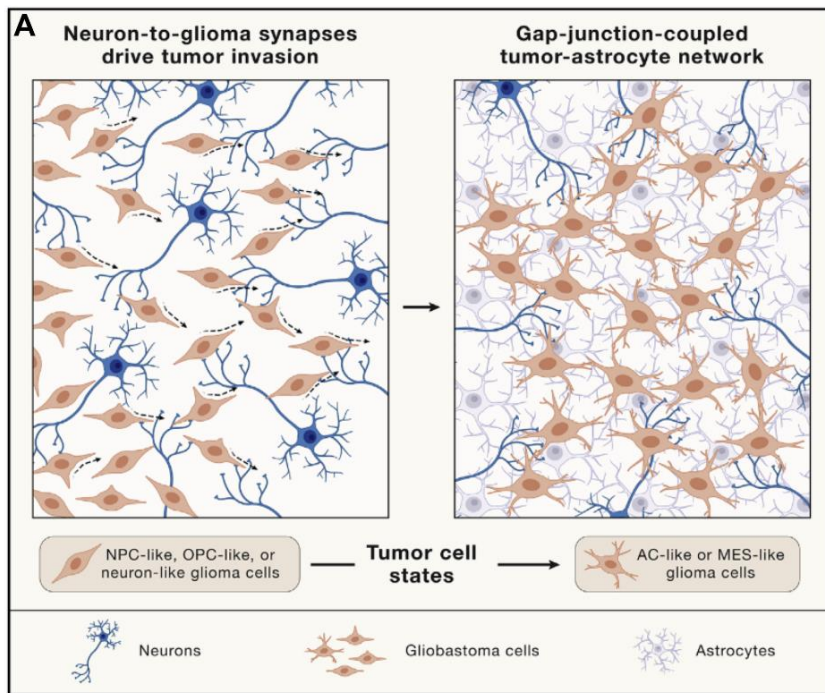 A
Neuron-to-glioma synapses
drive tumor invasion
Gap-junction-coupled
tumor-astrocyte network
NPC-like, OPC-like, or
neuron-like glioma cells
Tumor cell
states
AC-like or MES-like
glioma cells
Neurons
Gliobastoma cells
Astrocytes